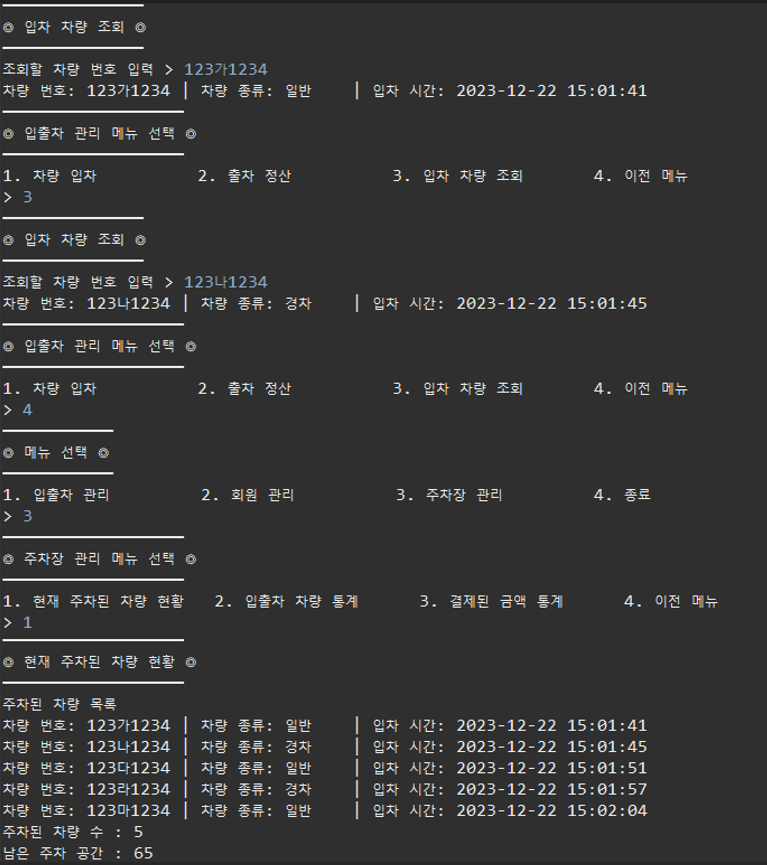 ◎ 입차 차량 조회 ◎
조회할 차량 번호 입력 > 123가1234
차량 번호: 123가1234 | 차량 종류: 일반 | 입차 시간: 2023-12-22 15:01:41
◎ 입출차 관리 메뉴 선택 ◎
1. 차량 입차 2. 출차 정산 3. 입차 차량 조회 4. 이전 메뉴
> 3
◎ 입차 차량 조회 ◎
조회할 차량 번호 입력 > 123나1234
차량 번호: 123나1234 | 차량 종류: 경차 | 입차 시간: 2023-12-22 15:01:45
◎ 입출차 관리 메뉴 선택 ◎
1. 차량 입차 2. 출차 정산 3. 입차 차량 조회 4. 이전 메뉴
> 4
◎ 메뉴 선택 ◎
1. 입출차 관리 2. 회원 관리 3. 주차장 관리 4. 종료
> 3
◎ 주차장 관리 메뉴 선택 ◎
1. 현재 주차된 차량 현황 2. 입출차 차량 통계 3. 결제된 금액 통계 4. 이전 메뉴
> 1
◎ 현재 주차된 차량 현황 ◎
주차된 차량 목록
차량 번호: 123가1234 | 차량 종류: 일반 | 입차 시간: 2023-12-22 15:01:41
차량 번호: 123나1234 | 차량 종류: 경차 | 입차 시간: 2023-12-22 15:01:45
차량 번호: 123다1234 | 차량 종류: 일반 | 입차 시간: 2023-12-22 15:01:51
차량 번호: 123라1234 | 차량 종류: 경차 | 입차 시간: 2023-12-22 15:01:57
차량 번호: 123마1234 | 차량 종류: 일반 | 입차 시간: 2023-12-22 15:02:04
주차된 차량 수 : 5
남은 주차 공간 : 65